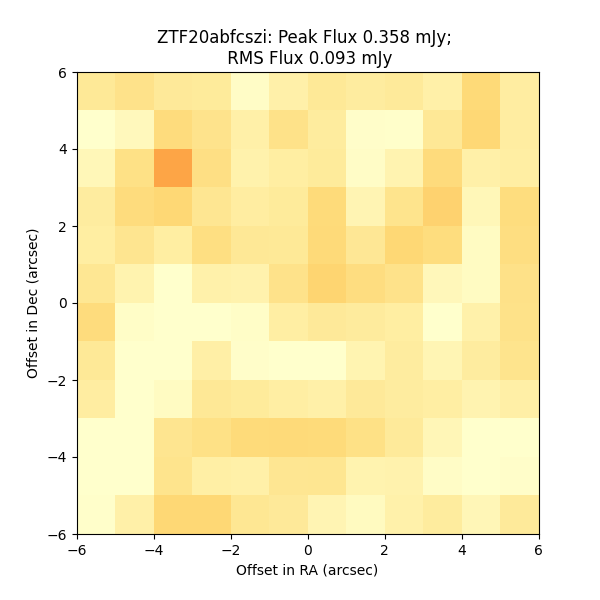 ZTF20abfcszi: Peak Flux 0.358 mJy;
RMS Flux 0.093 mJy
6
4
2
0
−2
−4
−6
Offset in Dec (arcsec)
−6 −4 −2 0 2 4 6
Offset in RA (arcsec)